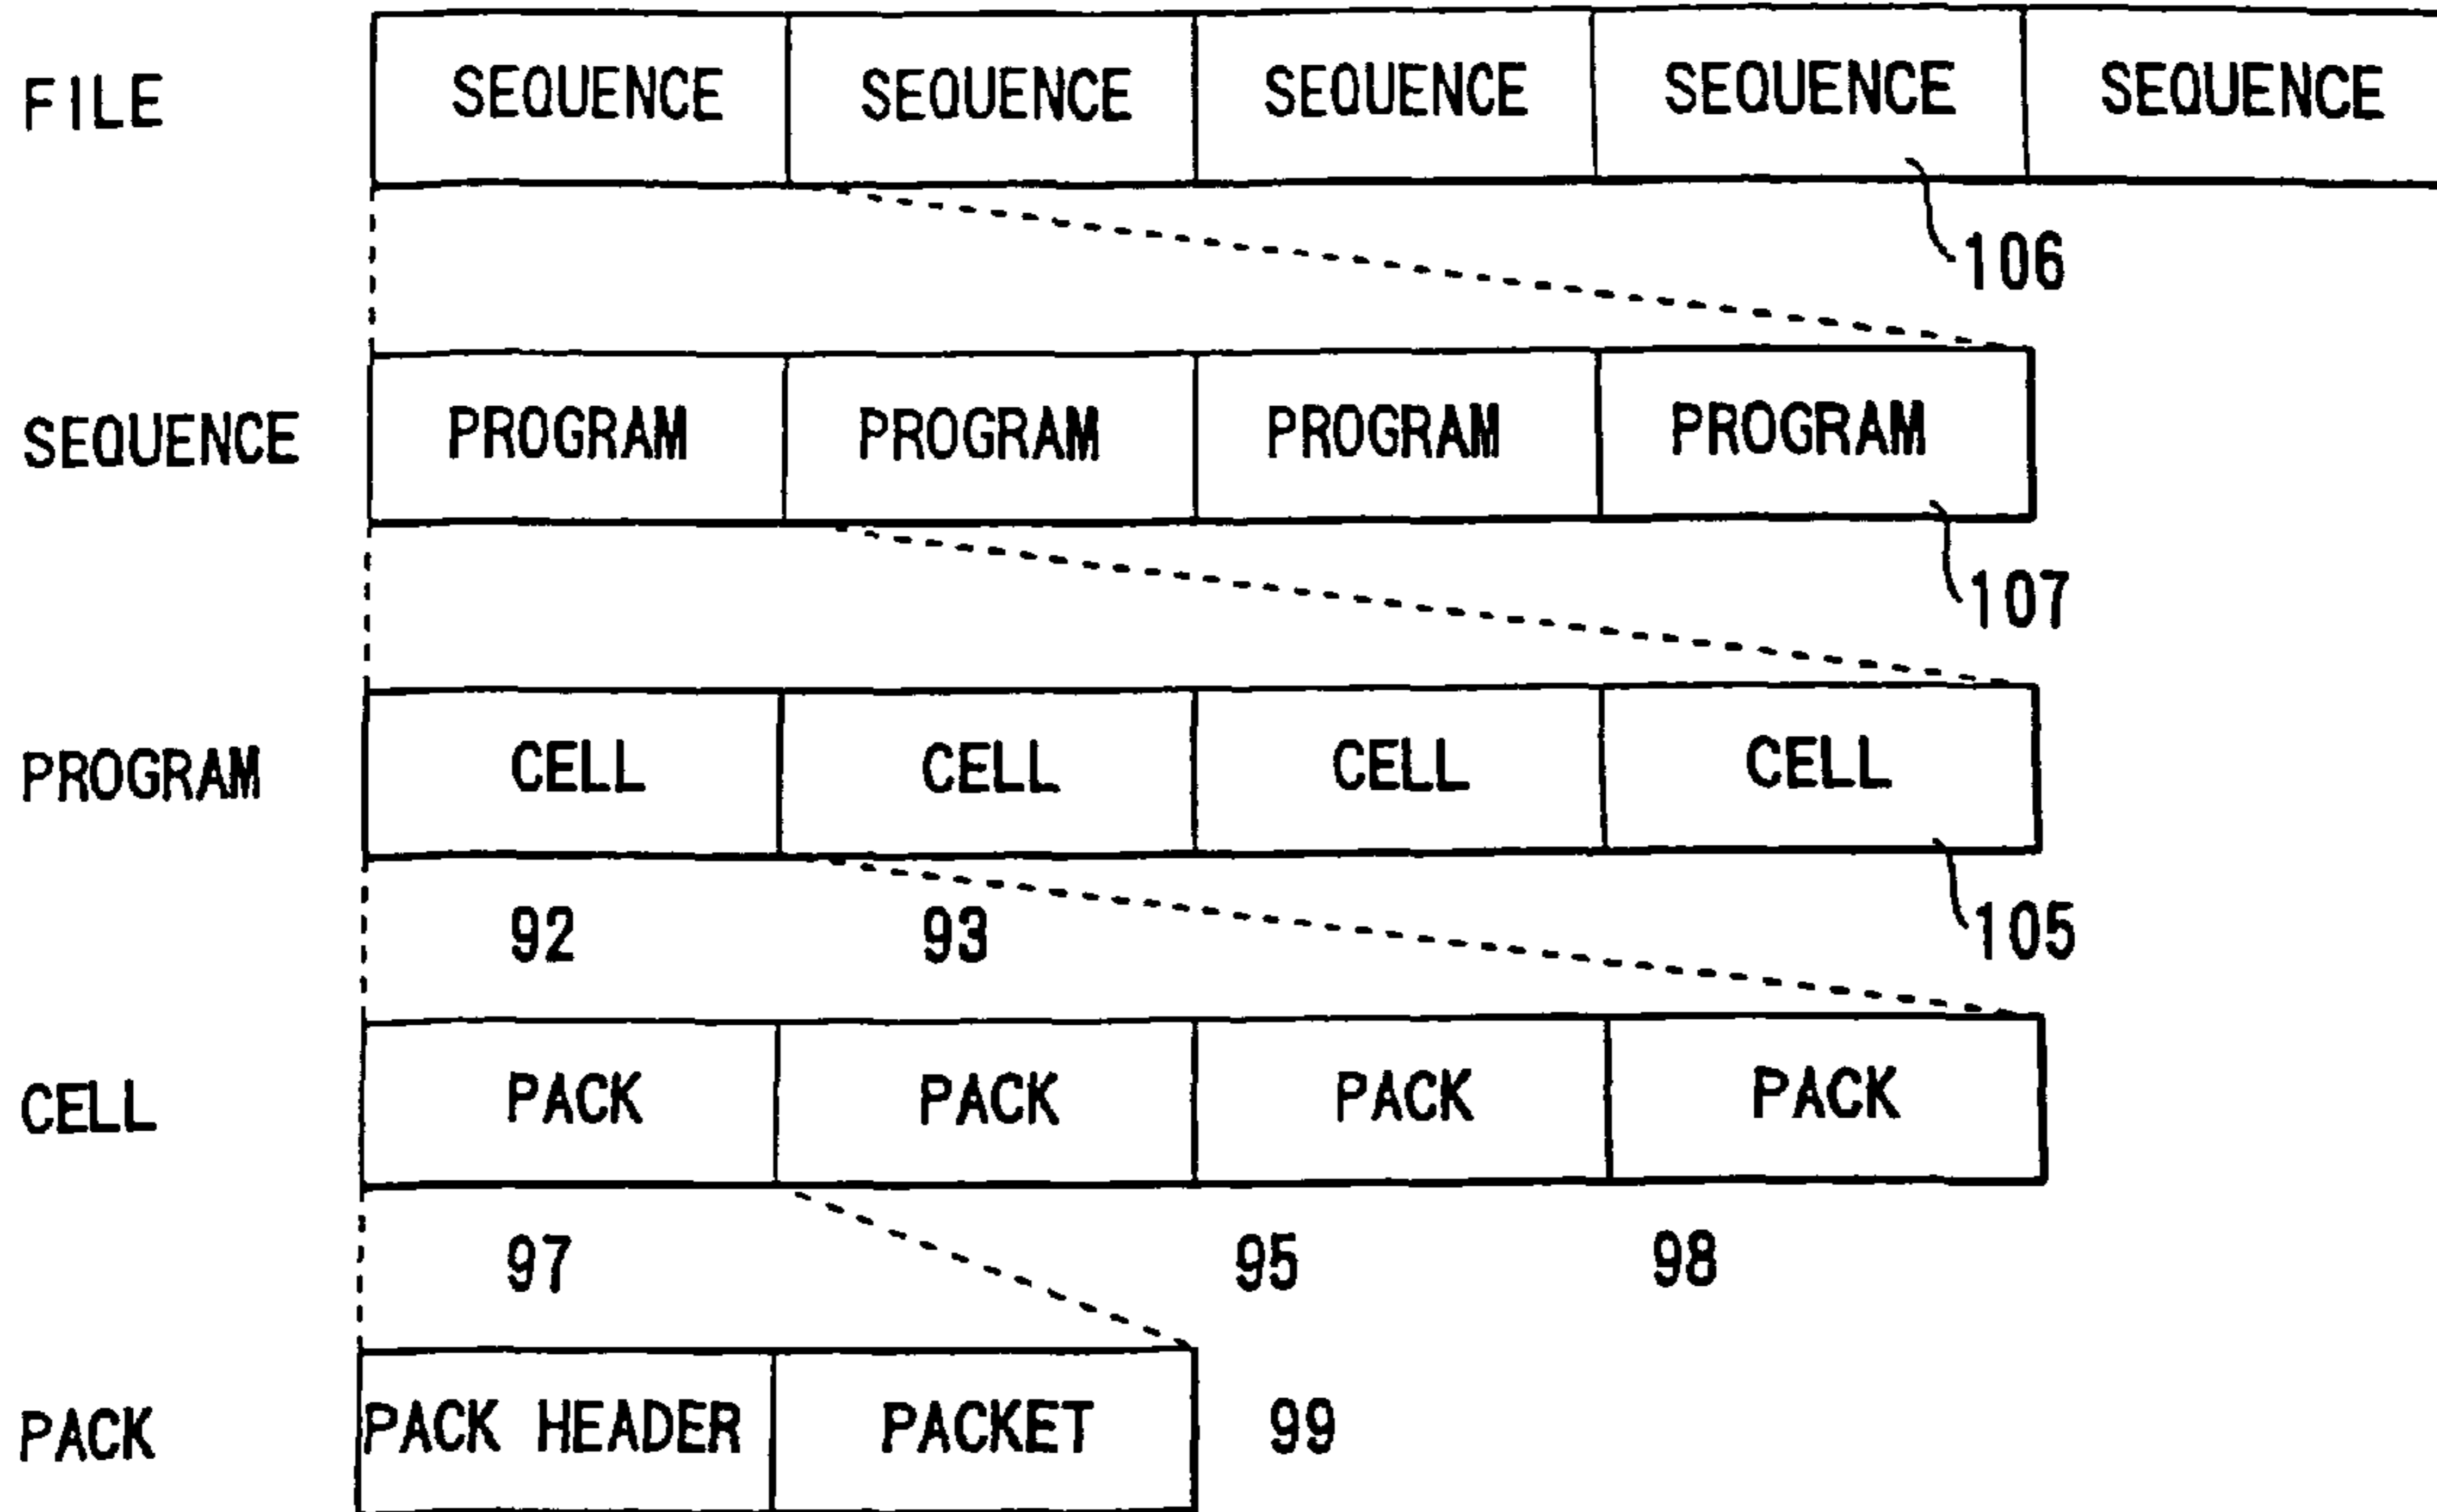 FILE SEQUENCE SEQUENCE SEQUENCE SEQUENCE SEQUENCE
106
SEQUENCE PROGRAM PROGRAM PROGRAM PROGRAM
107
PROGRAM CELL CELL CELL CELL
92 93 105
CELL PACK PACK PACK PACK
97 95 98
PACK PACK HEADER PACKET 99